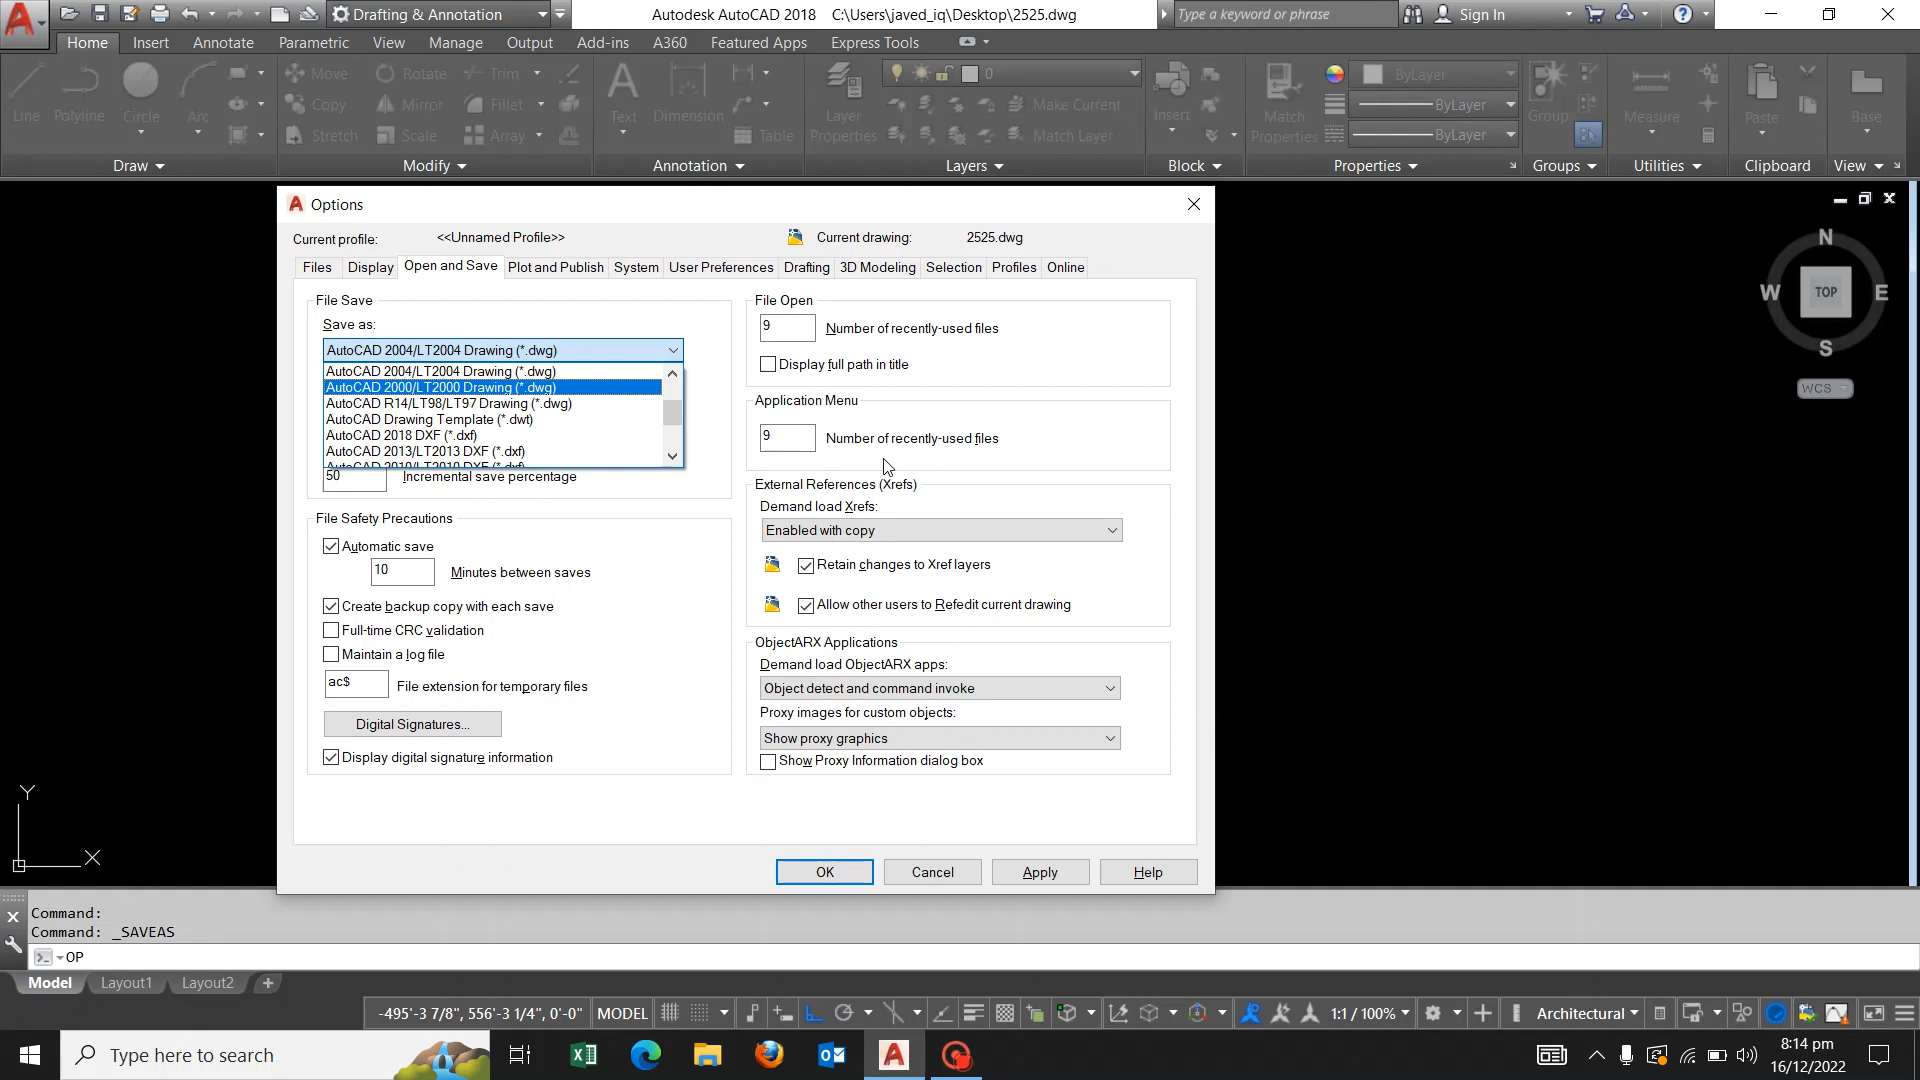 Drafting & Annotation
Autodesk AutoCAD 2018 C:\Users\javed_iq\Desktop\2525.dwg
Type a keyword or phrase
Sign In
Home Insert Annotate Parametric View Manage Output Add-ins A360 Featured Apps Express Tools
Line Polyline Circle Arc
Move Rotate Trim
Copy Mirror Fillet
Stretch Scale Array
Text Dimension Table
Layer Properties
0
Make Current
Match Layer
Insert
Match Properties
ByLayer
ByLayer
ByLayer
Group
Measure
Paste
Base
Draw Modify Annotation Layers Block Properties Groups Utilities Clipboard View
Options
Current profile: <<Unnamed Profile>> Current drawing: 2525.dwg
Files Display Open and Save Plot and Publish System User Preferences Drafting 3D Modeling Selection Profiles Online
File Save
Save as:
AutoCAD 2004/LT2004 Drawing (*.dwg)
AutoCAD 2004/LT2004 Drawing (*.dwg)
AutoCAD 2000/LT2000 Drawing (*.dwg)
AutoCAD R14/LT98/LT97 Drawing (*.dwg)
AutoCAD Drawing Template (*.dwt)
AutoCAD 2018 DXF (*.dxf)
AutoCAD 2013/LT2013 DXF (*.dxf)
AutoCAD 2010/LT2010 DXF (*.dxf)
50 Incremental save percentage
File Safety Precautions
Automatic save
10 Minutes between saves
Create backup copy with each save
Full-time CRC validation
Maintain a log file
ac$ File extension for temporary files
Digital Signatures...
Display digital signature information
File Open
9 Number of recently-used files
Display full path in title
Application Menu
9 Number of recently-used files
External References (Xrefs)
Demand load Xrefs:
Enabled with copy
Retain changes to Xref layers
Allow other users to Refedit current drawing
ObjectARX Applications
Demand load ObjectARX apps:
Object detect and command invoke
Proxy images for custom objects:
Show proxy graphics
Show Proxy Information dialog box
OK Cancel Apply Help
N
W TOP E
S
WCS
Y
X
Command:
Command: _SAVEAS
OP
Model Layout1 Layout2 +
-495'-3 7/8", 556'-3 1/4", 0'-0" MODEL 1:1 / 100% Architectural
Type here to search
8:14 pm
16/12/2022